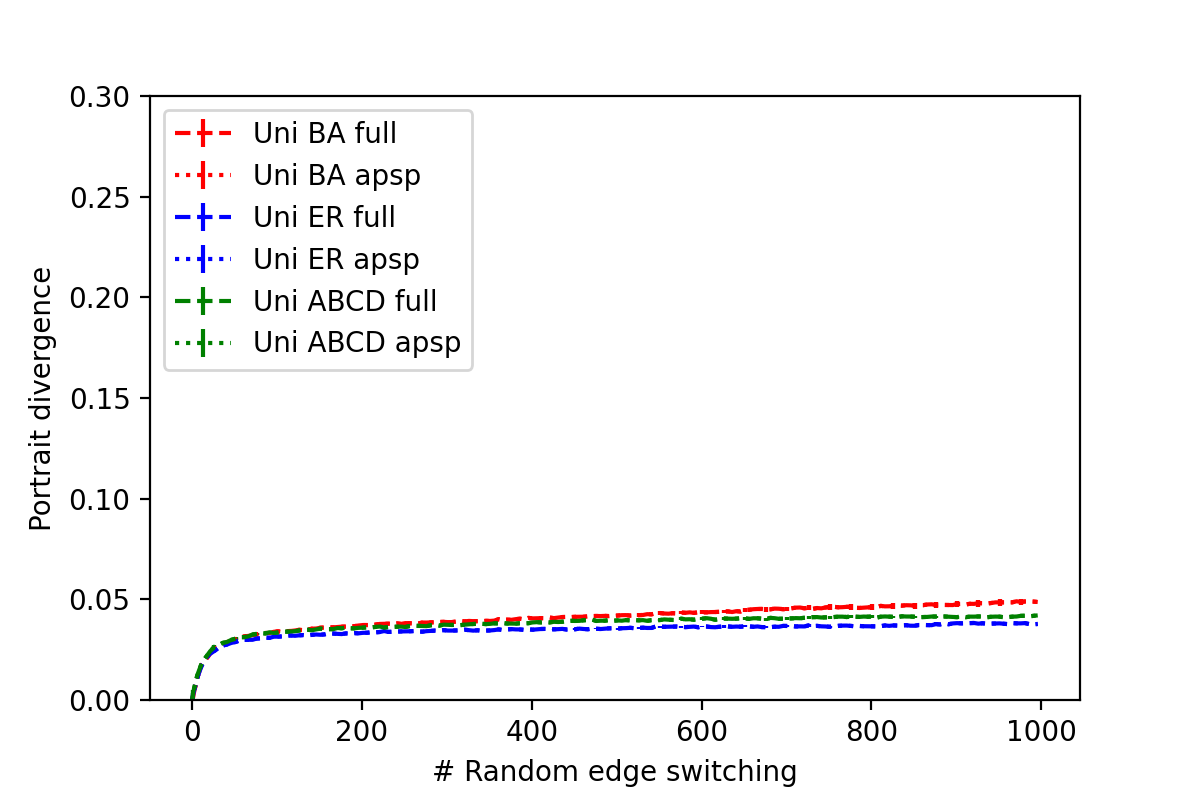 0.30
0.25
0.20
0.15
0.10
0.05
0.00
Portrait divergence
Uni BA full
Uni BA apsp
Uni ER full
Uni ER apsp
Uni ABCD full
Uni ABCD apsp
0 200 400 600 800 1000
# Random edge switching